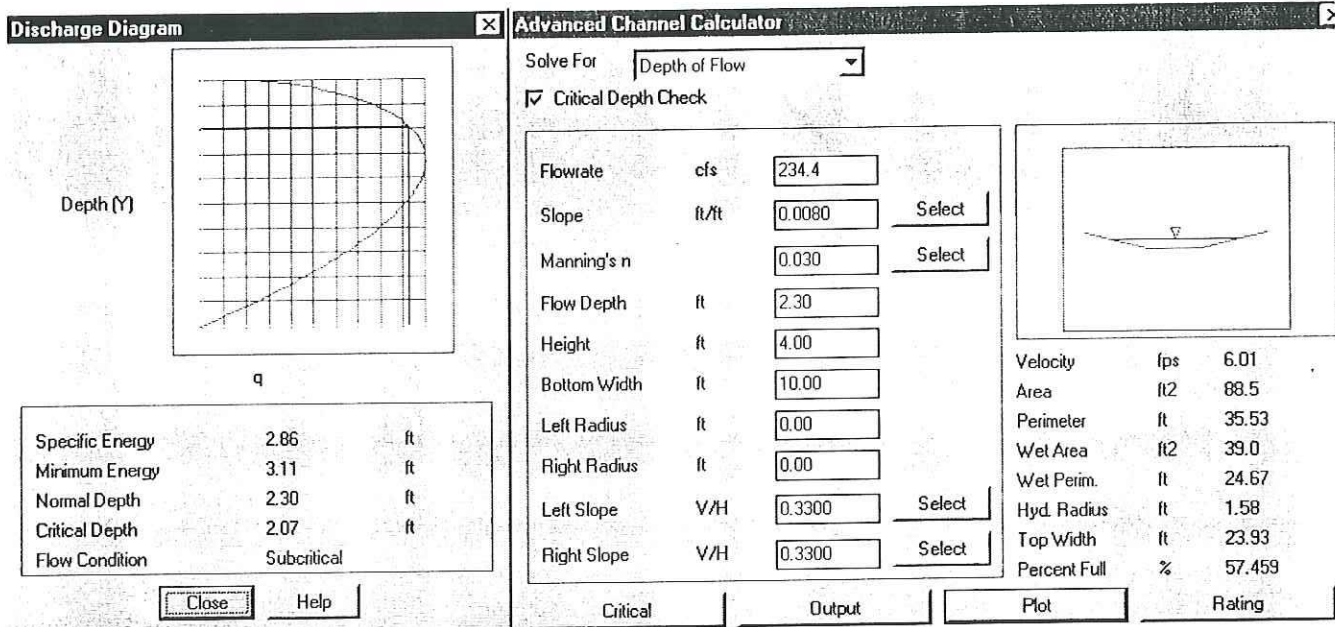 Discharge Diagram
Depth (Y)
q
Specific Energy 2.86 ft
Minimum Energy 3.11 ft
Normal Depth 2.30 ft
Critical Depth 2.07 ft
Flow Condition Subcritical
Close Help
Advanced Channel Calculator
Solve For Depth of Flow
Critical Depth Check
Flowrate cfs 234.4
Slope ft/ft 0.0080 Select
Manning's n 0.030 Select
Flow Depth ft 2.30
Height ft 4.00
Bottom Width ft 10.00
Left Radius ft 0.00
Right Radius ft 0.00
Left Slope V/H 0.3300 Select
Right Slope V/H 0.3300 Select
Velocity fps 6.01
Area ft2 88.5
Perimeter ft 35.53
Wet Area ft2 39.0
Wet Perim. ft 24.67
Hyd. Radius ft 1.58
Top Width ft 23.93
Percent Full % 57.459
Critical Output Plot Rating